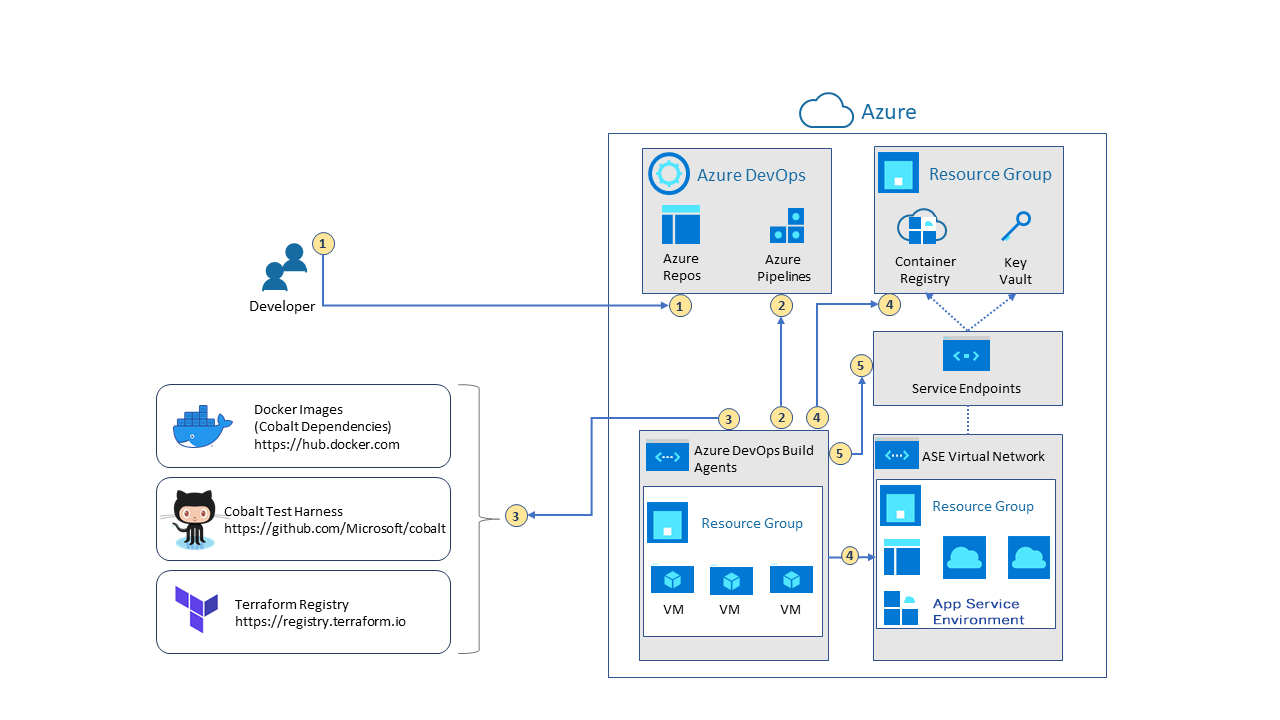 Azure
Azure DevOps
Resource Group
Azure
Repos
Azure
Pipelines
Container
Registry
Key
Vault
1
Developer
1
2
4
5
Service Endpoints
Docker Images
(Cobalt Dependencies)
https://hub.docker.com
3
2
4
5
Azure DevOps Build
Agents
ASE Virtual Network
Cobalt Test Harness
https://github.com/Microsoft/cobalt
3
Resource Group
Resource Group
4
VM
VM
VM
App Service
Environment
Terraform Registry
https://registry.terraform.io